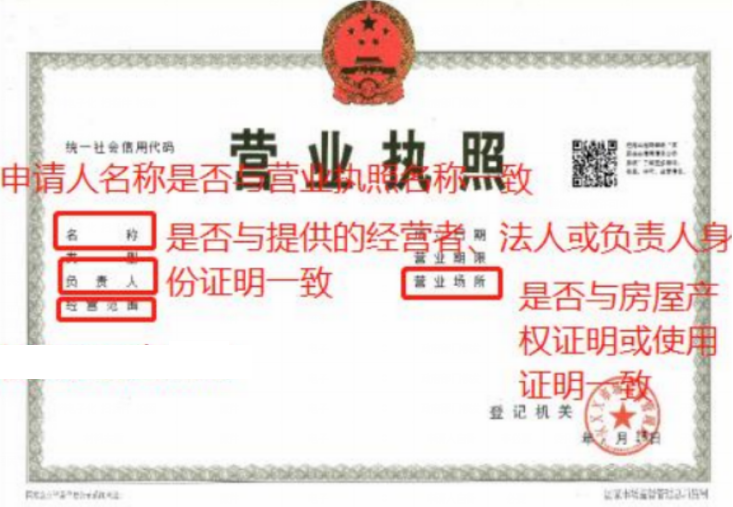 统一社会信用代码
营业执照
申请人名称是否与营业执照名称一致
名 称
是否与提供的经营者、法人或负责人身
份证明一致
负 责 人
经营范围
营业期限
营业场所
是否与房屋产
权证明或使用
证明一致
登记机关
年 月 日